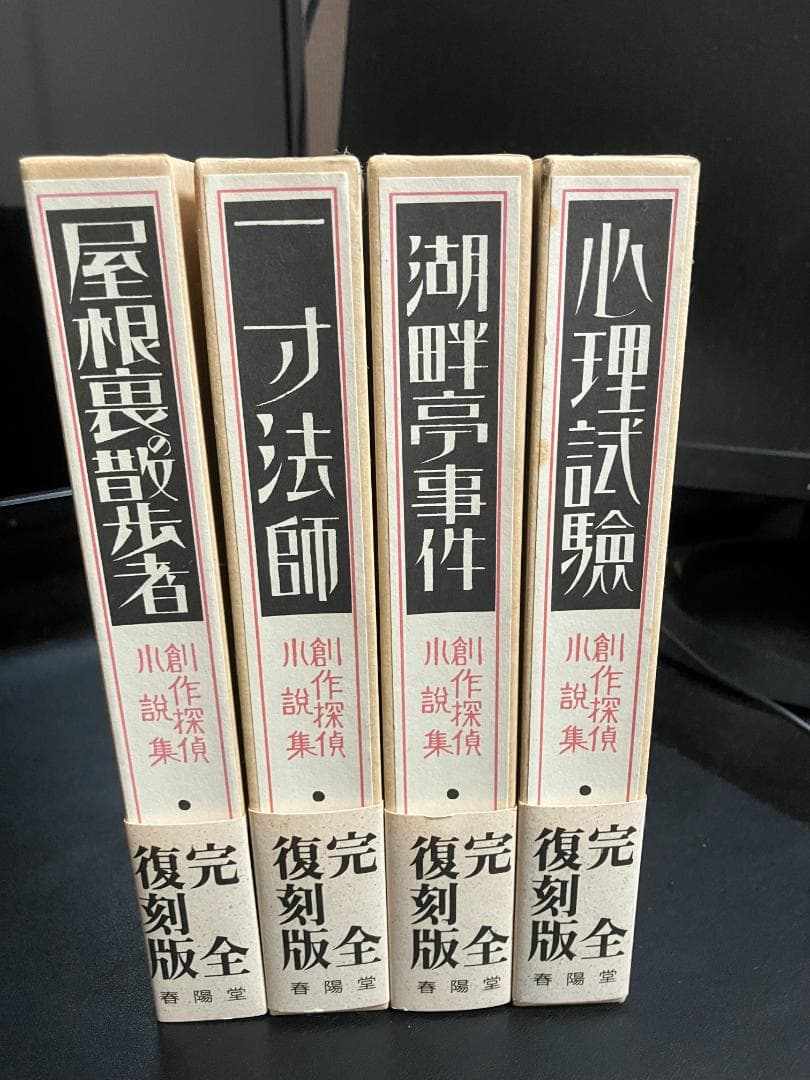 屋根裏の散歩者
創作探偵
小説集
●
完全
復刻版
春陽堂
一寸法師
創作探偵
小説集
●
完全
復刻版
春陽堂
湖畔亭事件
創作探偵
小説集
●
完全
復刻版
春陽堂
心理試驗
創作探偵
小説集
●
完全
復刻版
春陽堂